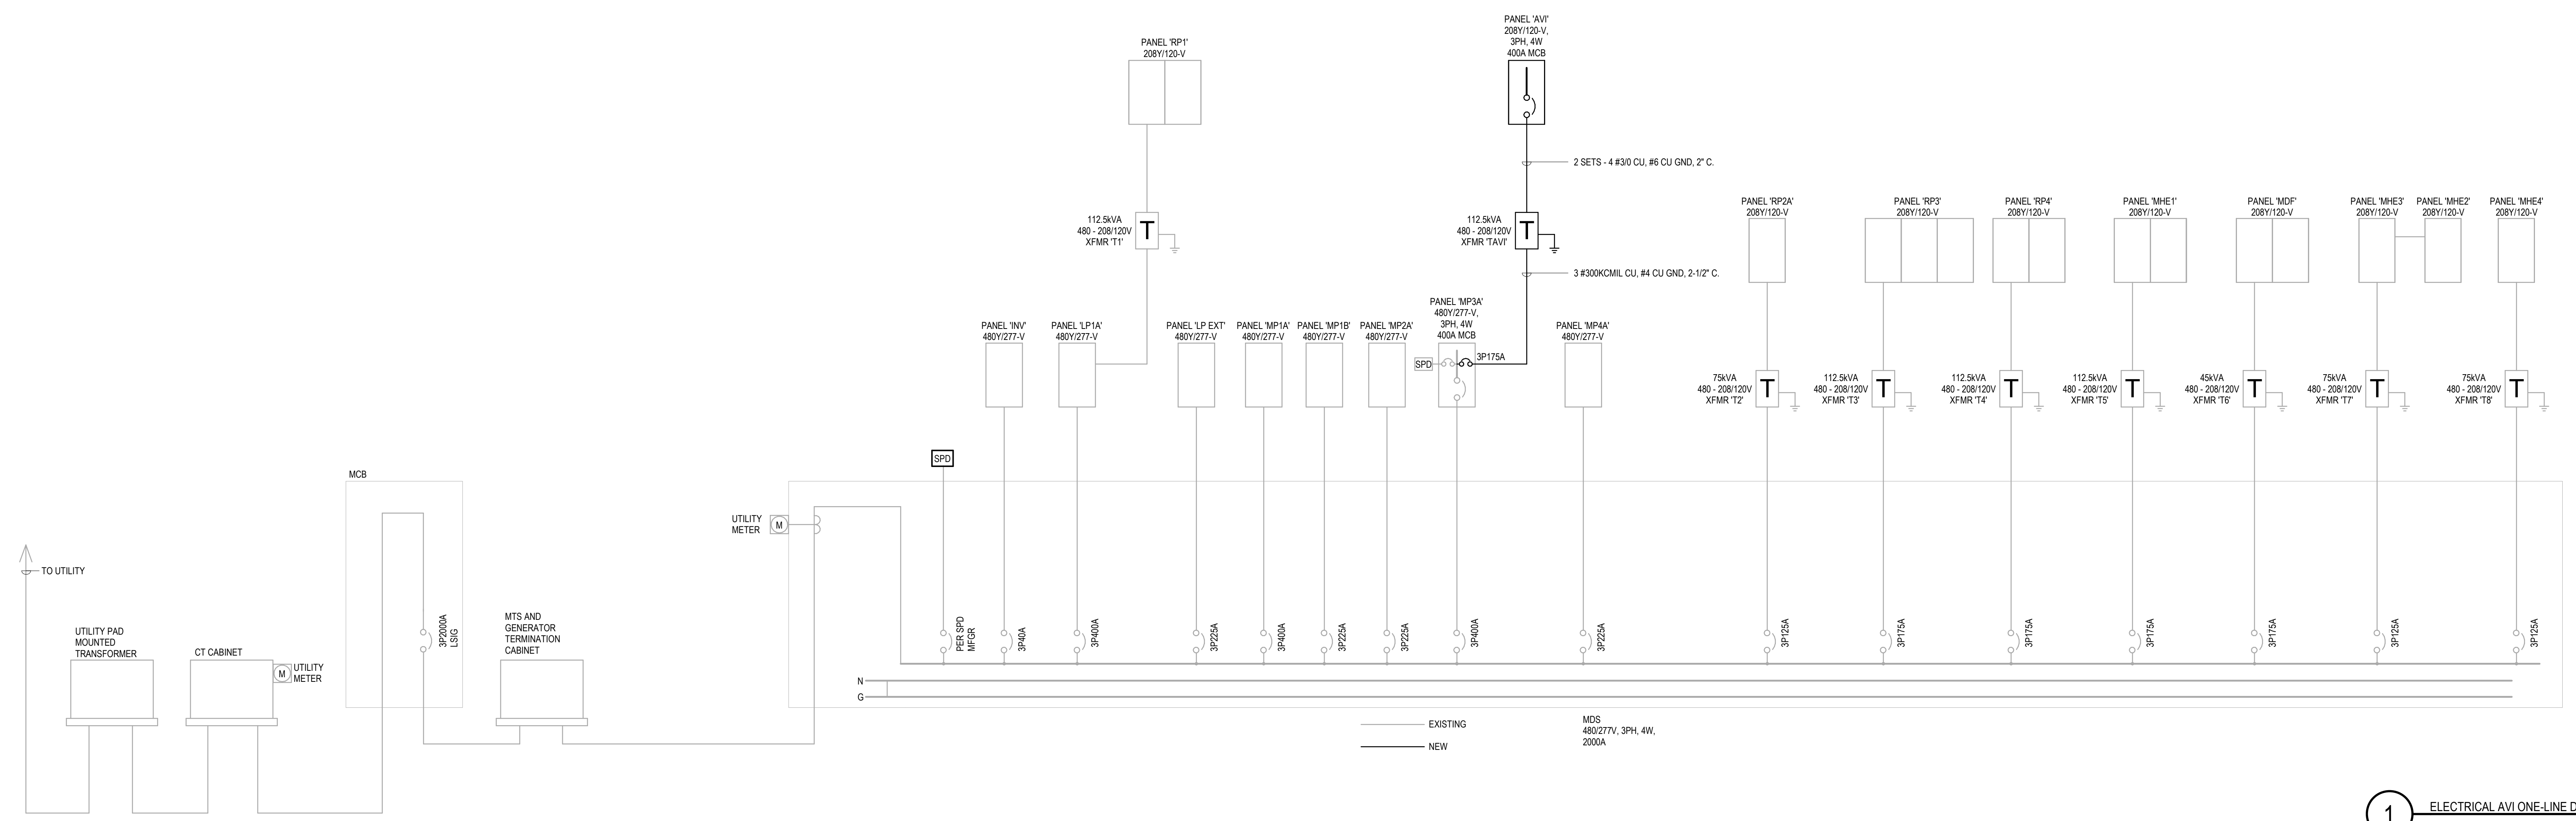 PANEL 'AVI'
208Y/120-V,
3PH, 4W
400A MCB
PANEL 'RP1'
208Y/120-V
2 SETS - 4 #3/0 CU, #6 CU GND, 2" C.
112.5kVA
480 - 208/120V
XFMR 'T1'
T
112.5kVA
480 - 208/120V
XFMR 'TAVI'
T
3 #300KCMIL CU, #4 CU GND, 2-1/2" C.
PANEL 'RP2A'
208Y/120-V
PANEL 'RP3'
208Y/120-V
PANEL 'RP4'
208Y/120-V
PANEL 'MHE1'
208Y/120-V
PANEL 'MDF'
208Y/120-V
PANEL 'MHE3'
208Y/120-V
PANEL 'MHE2'
208Y/120-V
PANEL 'MHE4'
208Y/120-V
PANEL 'INV'
480Y/277-V
PANEL 'LP1A'
480Y/277-V
PANEL 'LP EXT'
480Y/277-V
PANEL 'MP1A'
480Y/277-V
PANEL 'MP1B'
480Y/277-V
PANEL 'MP2A'
480Y/277-V
PANEL 'MP3A'
480Y/277-V,
3PH, 4W
400A MCB
SPD
3P175A
PANEL 'MP4A'
480Y/277-V
75kVA
480 - 208/120V
XFMR 'T2'
T
112.5kVA
480 - 208/120V
XFMR 'T3'
T
112.5kVA
480 - 208/120V
XFMR 'T4'
T
112.5kVA
480 - 208/120V
XFMR 'T5'
T
45kVA
480 - 208/120V
XFMR 'T6'
T
75kVA
480 - 208/120V
XFMR 'T7'
T
75kVA
480 - 208/120V
XFMR 'T8'
T
SPD
MCB
UTILITY
METER
M
TO UTILITY
UTILITY PAD
MOUNTED
TRANSFORMER
CT CABINET
M
UTILITY
METER
3P2000A
LSIG
MTS AND
GENERATOR
TERMINATION
CABINET
PER SPD
MFGR
3P40A
3P400A
3P225A
3P400A
3P225A
3P225A
3P400A
3P225A
3P125A
3P175A
3P175A
3P175A
3P175A
3P125A
3P125A
N
G
EXISTING
NEW
MDS
480/277V, 3PH, 4W,
2000A
1
ELECTRICAL AVI ONE-LINE